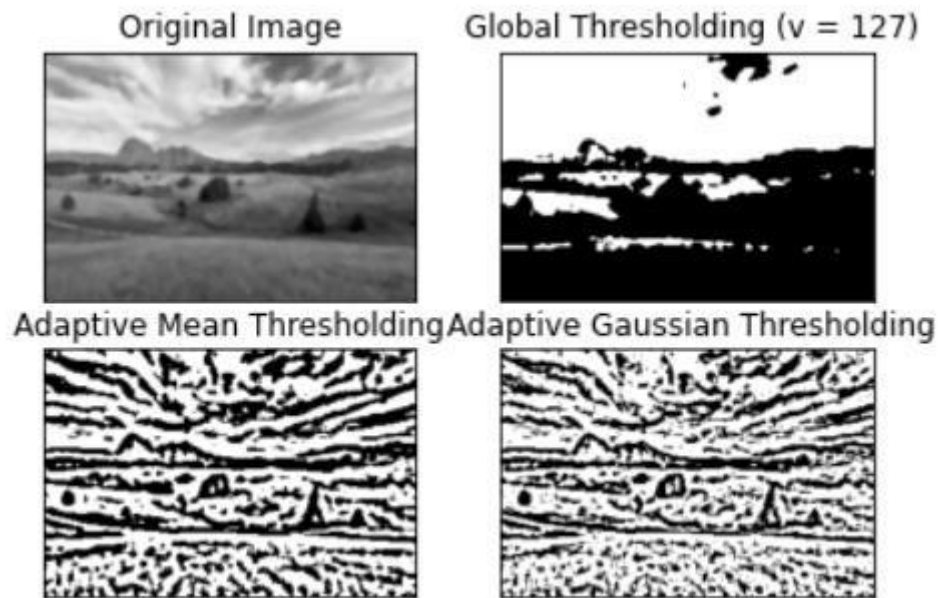 Original Image
Global Thresholding (v = 127)
Adaptive Mean Thresholding
Adaptive Gaussian Thresholding